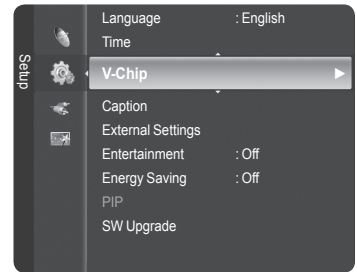 Setup
Language : English
Time
V-Chip
Caption
External Settings
Entertainment : Off
Energy Saving : Off
PIP
SW Upgrade